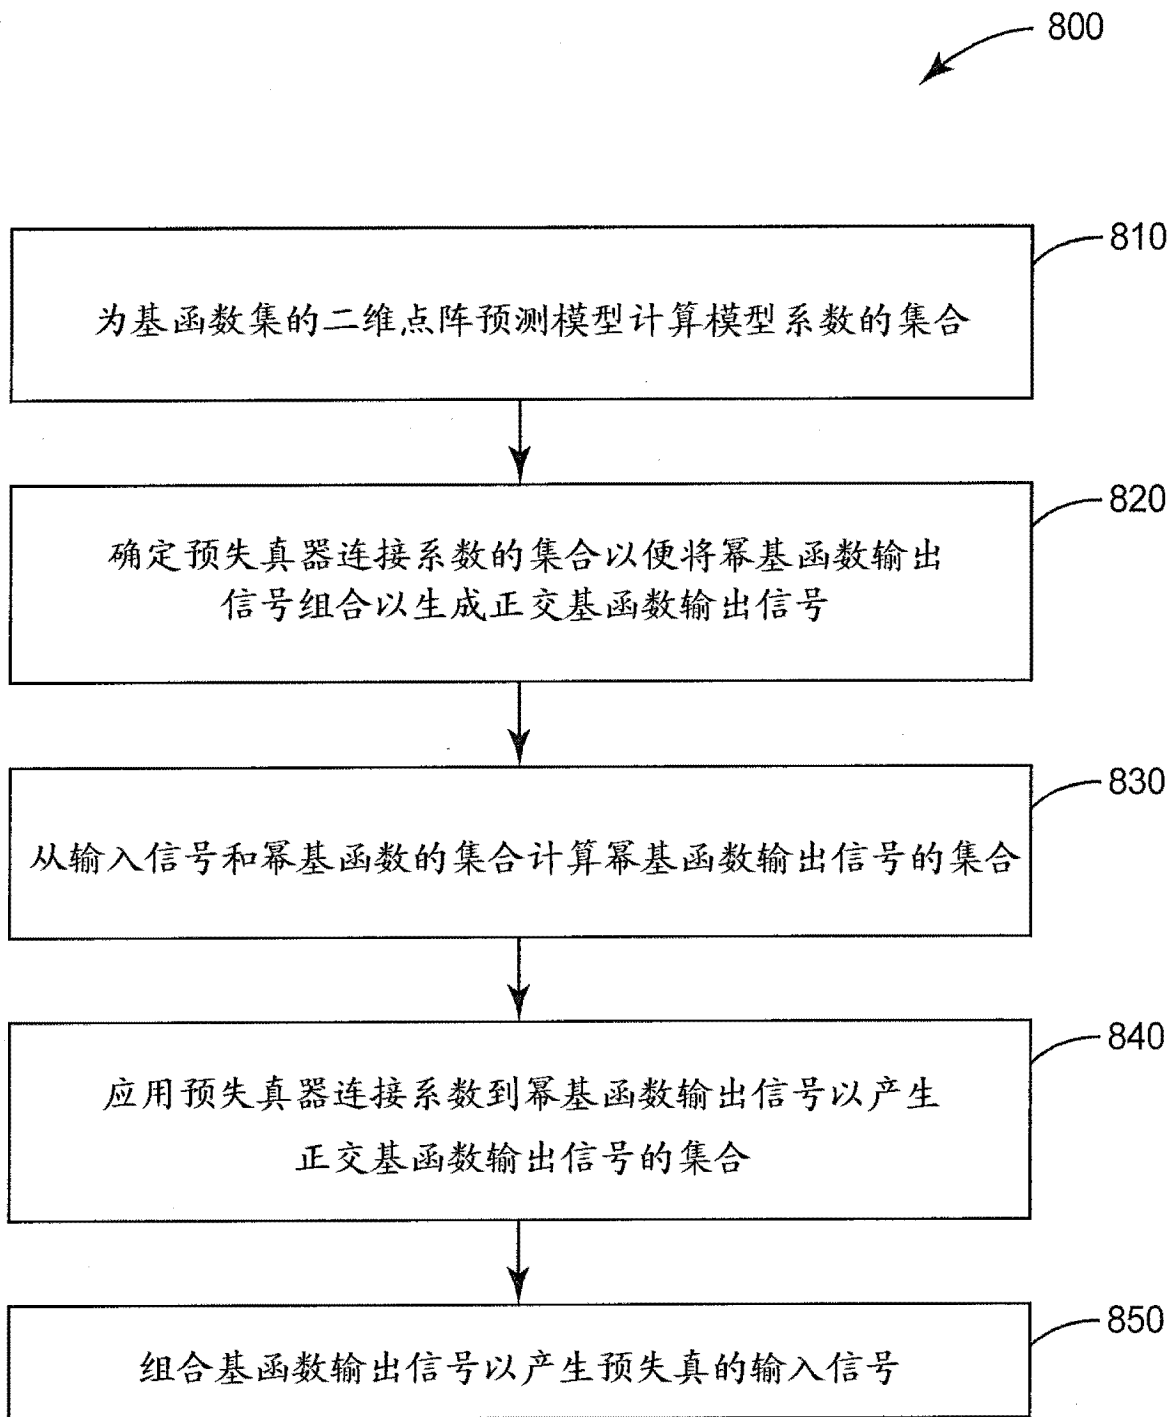 800
810
为基函数集的二维点阵预测模型计算模型系数的集合
820
确定预失真器连接系数的集合以便将幂基函数输出
信号组合以生成正交基函数输出信号
830
从输入信号和幂基函数的集合计算幂基函数输出信号的集合
840
应用预失真器连接系数到幂基函数输出信号以产生
正交基函数输出信号的集合
850
组合基函数输出信号以产生预失真的输入信号